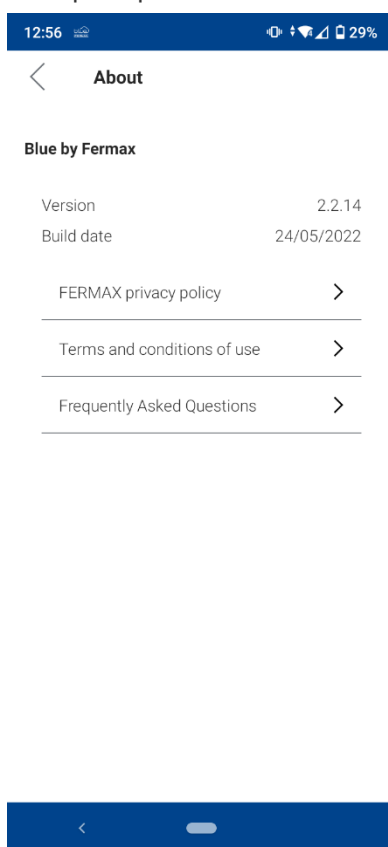 12:56 29%
About
Blue by Fermax
Version 2.2.14
Build date 24/05/2022
FERMAX privacy policy
Terms and conditions of use
Frequently Asked Questions